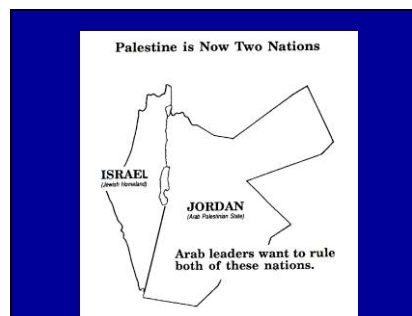 Palestine is Now Two Nations
ISRAEL
(Jewish Homeland)
JORDAN
(Arab Palestinian State)
Arab leaders want to rule
both of these nations.